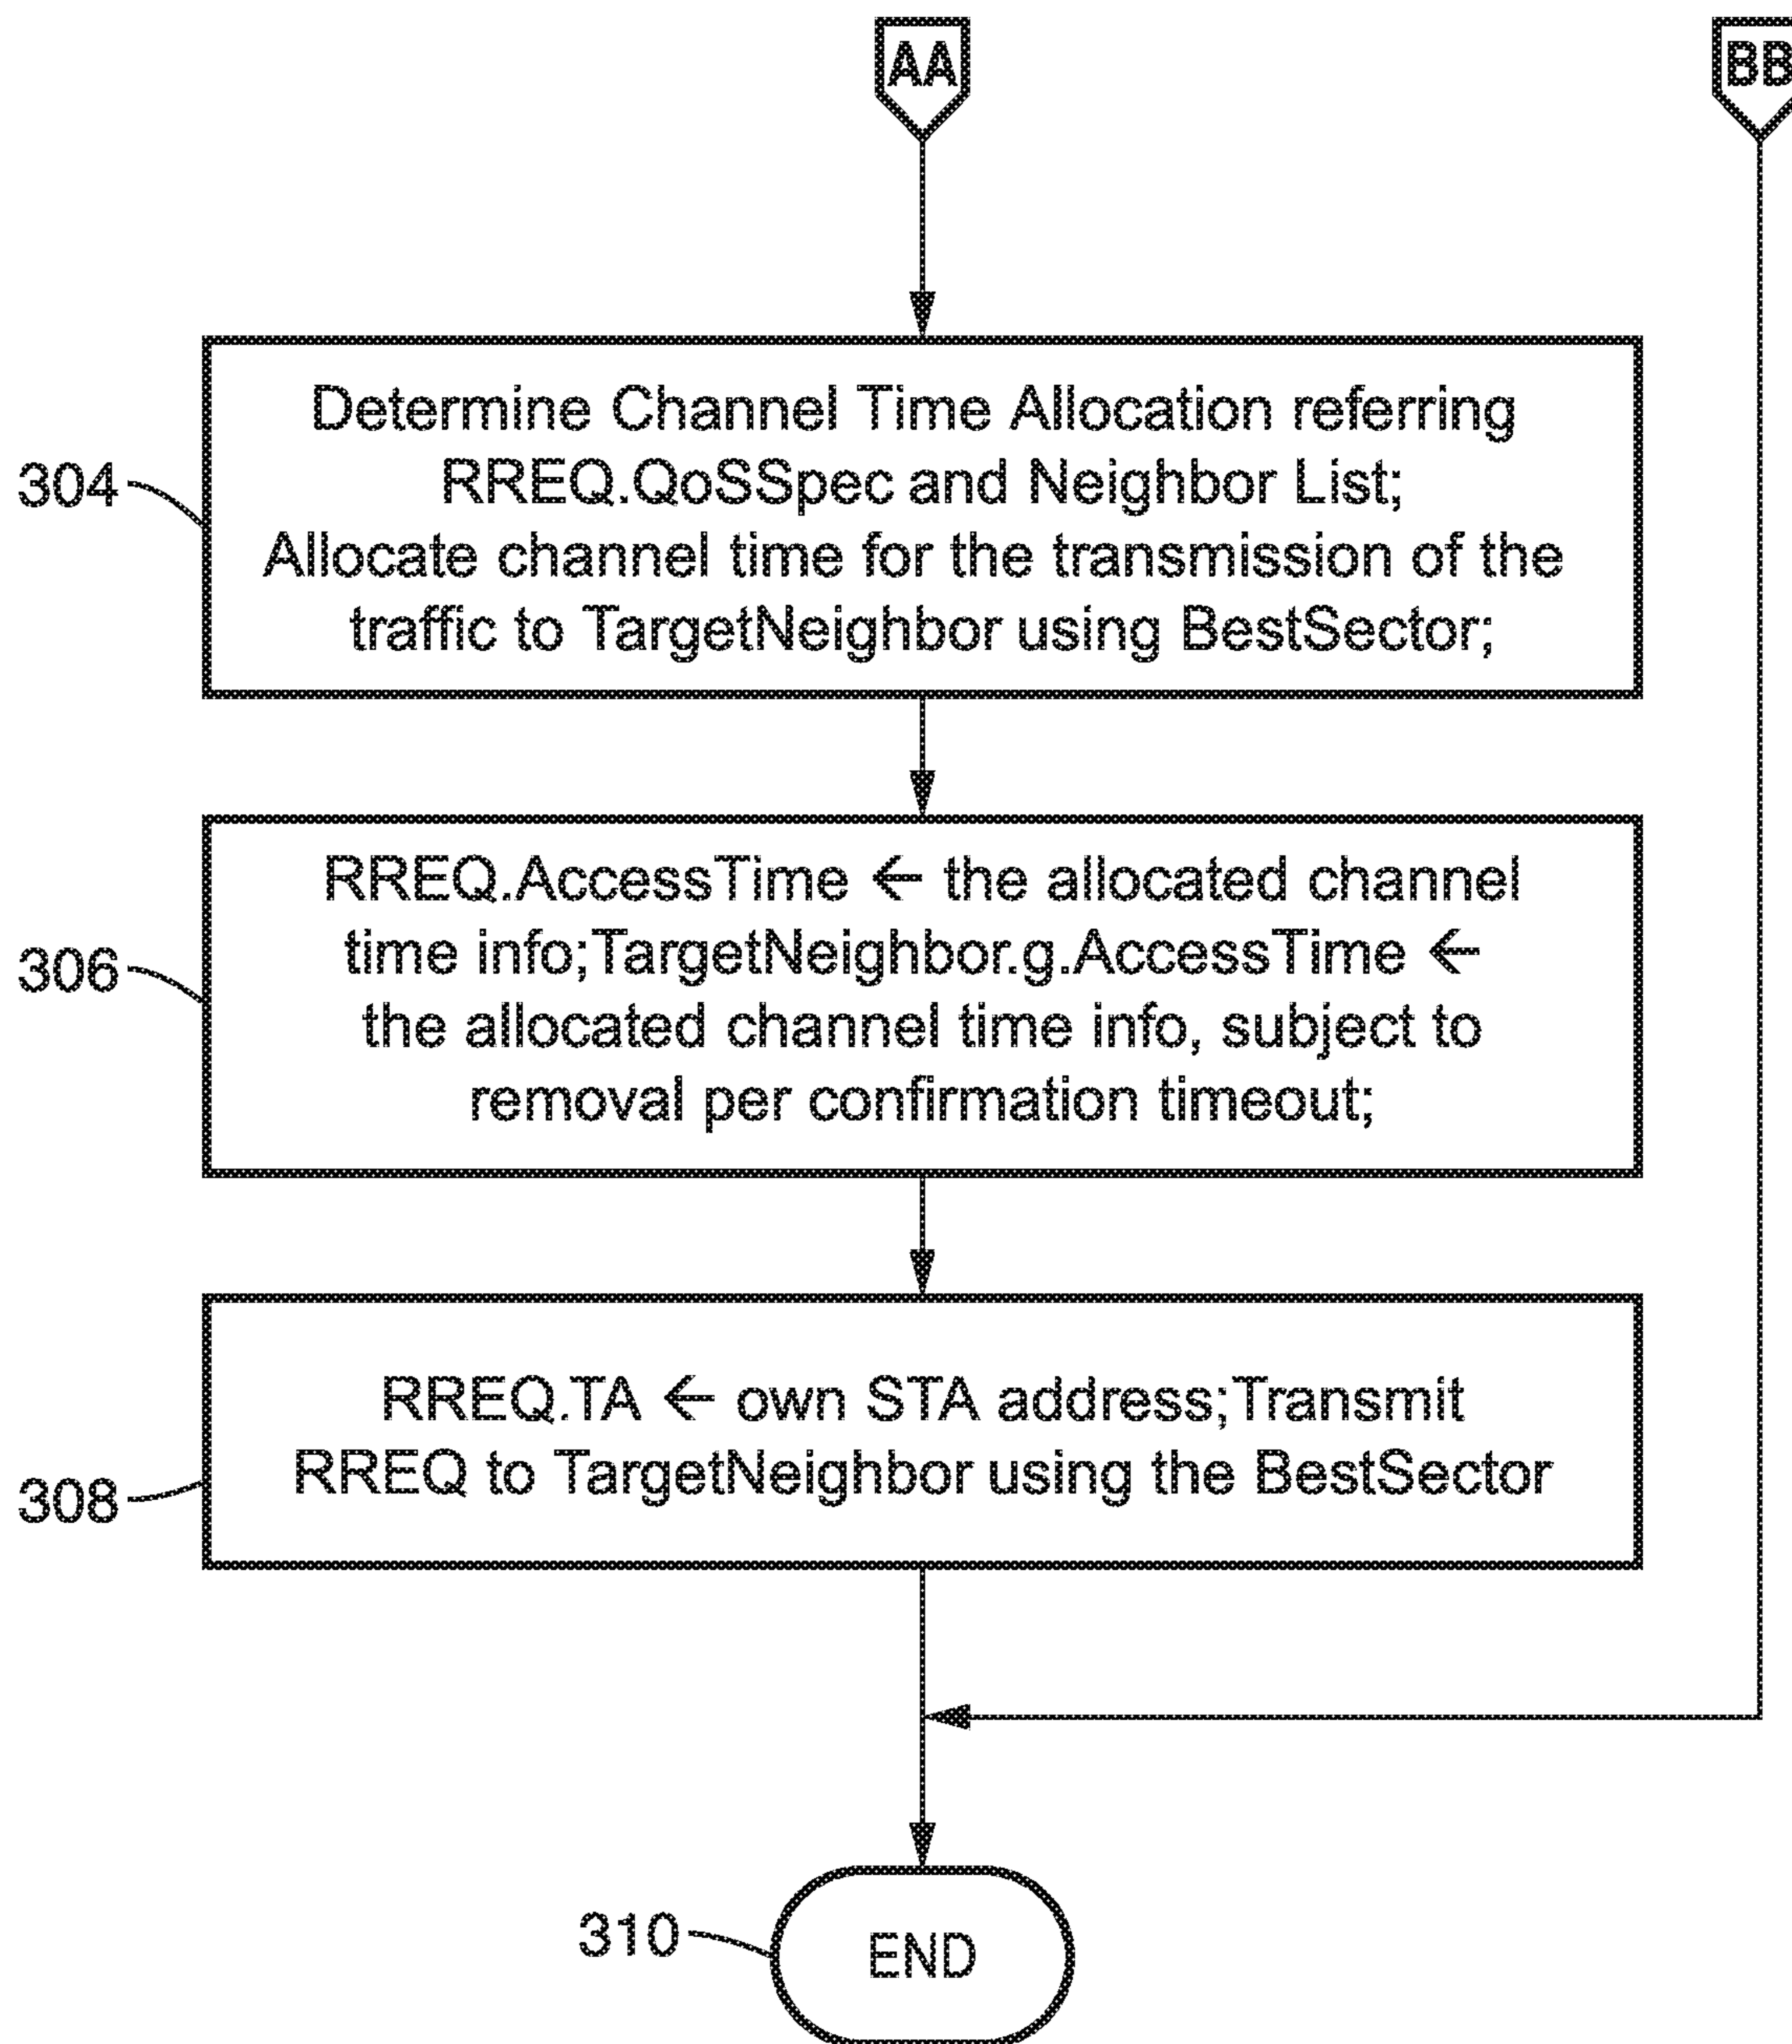 AA
BB
304
Determine Channel Time Allocation referring
RREQ.QoSSpec and Neighbor List;
Allocate channel time for the transmission of the
traffic to TargetNeighbor using BestSector;
306
RREQ.AccessTime ← the allocated channel
time info;TargetNeighbor.g.AccessTime ←
the allocated channel time info, subject to
removal per confirmation timeout;
308
RREQ.TA ← own STA address;Transmit
RREQ to TargetNeighbor using the BestSector
310
END